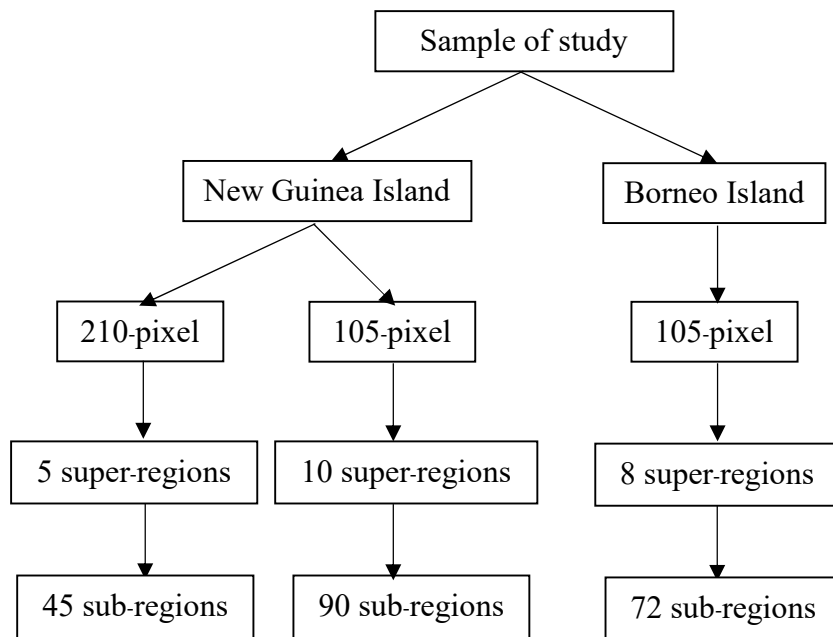 Sample of study
New Guinea Island
Borneo Island
210-pixel
105-pixel
105-pixel
5 super-regions
10 super-regions
8 super-regions
45 sub-regions
90 sub-regions
72 sub-regions